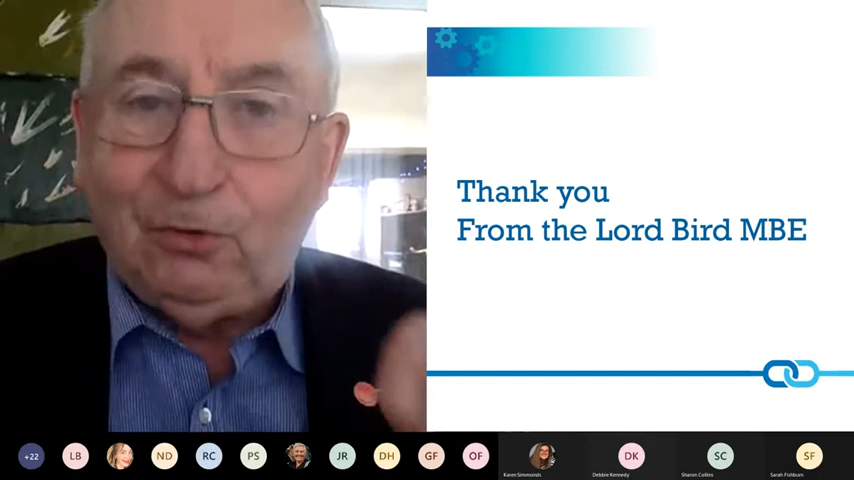 Thank you
From the Lord Bird MBE
+22
LB
ND
RC
PS
JR
DH
GF
OF
DK
SC
SF
Karen Simmonds
Debbie Kennedy
Sharon Collins
Sarah Fishburn